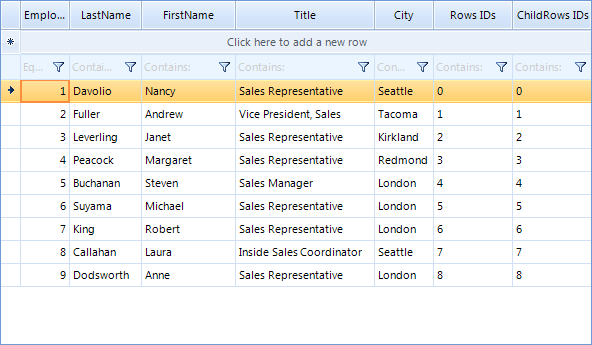 Emplo... LastName FirstName Title City Rows IDs ChildRows IDs
Click here to add a new row
Eq... Contai... Contains: Contains: Con... Contains: Contains:
1 Davolio Nancy Sales Representative Seattle 0 0
2 Fuller Andrew Vice President, Sales Tacoma 1 1
3 Leverling Janet Sales Representative Kirkland 2 2
4 Peacock Margaret Sales Representative Redmond 3 3
5 Buchanan Steven Sales Manager London 4 4
6 Suyama Michael Sales Representative London 5 5
7 King Robert Sales Representative London 6 6
8 Callahan Laura Inside Sales Coordinator Seattle 7 7
9 Dodsworth Anne Sales Representative London 8 8